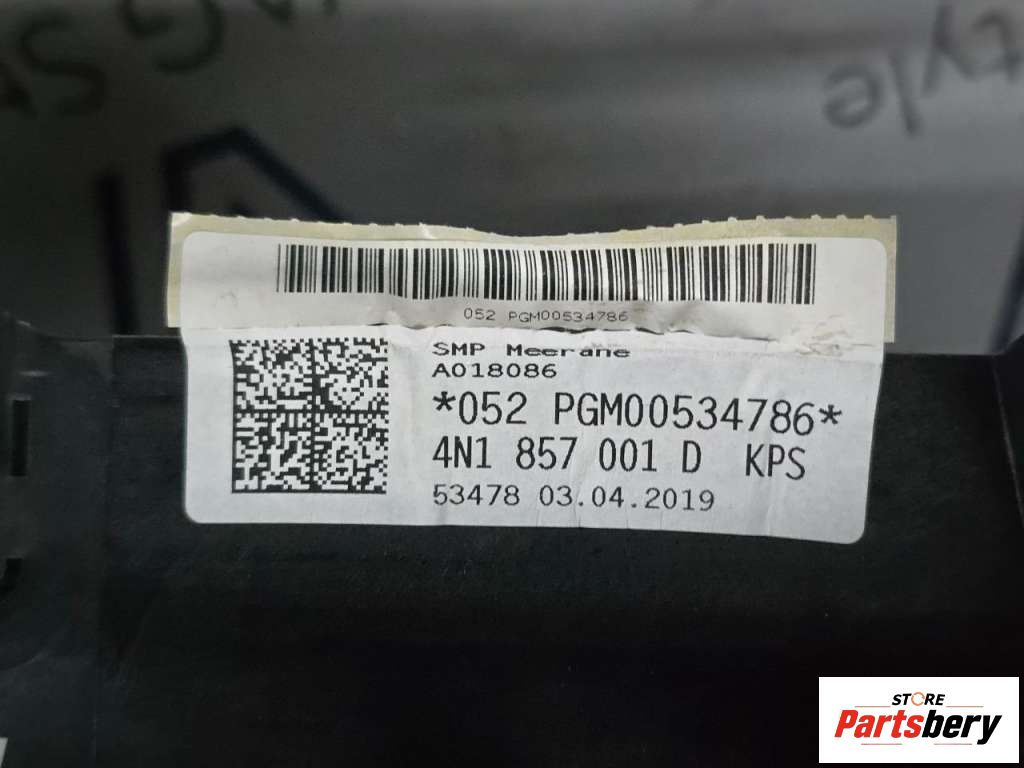 052 PGM00534786
SMP Meerane
A018086
*052 PGM00534786*
4N1 857 001 D KPS
53478 03.04.2019
STORE
Partsbery